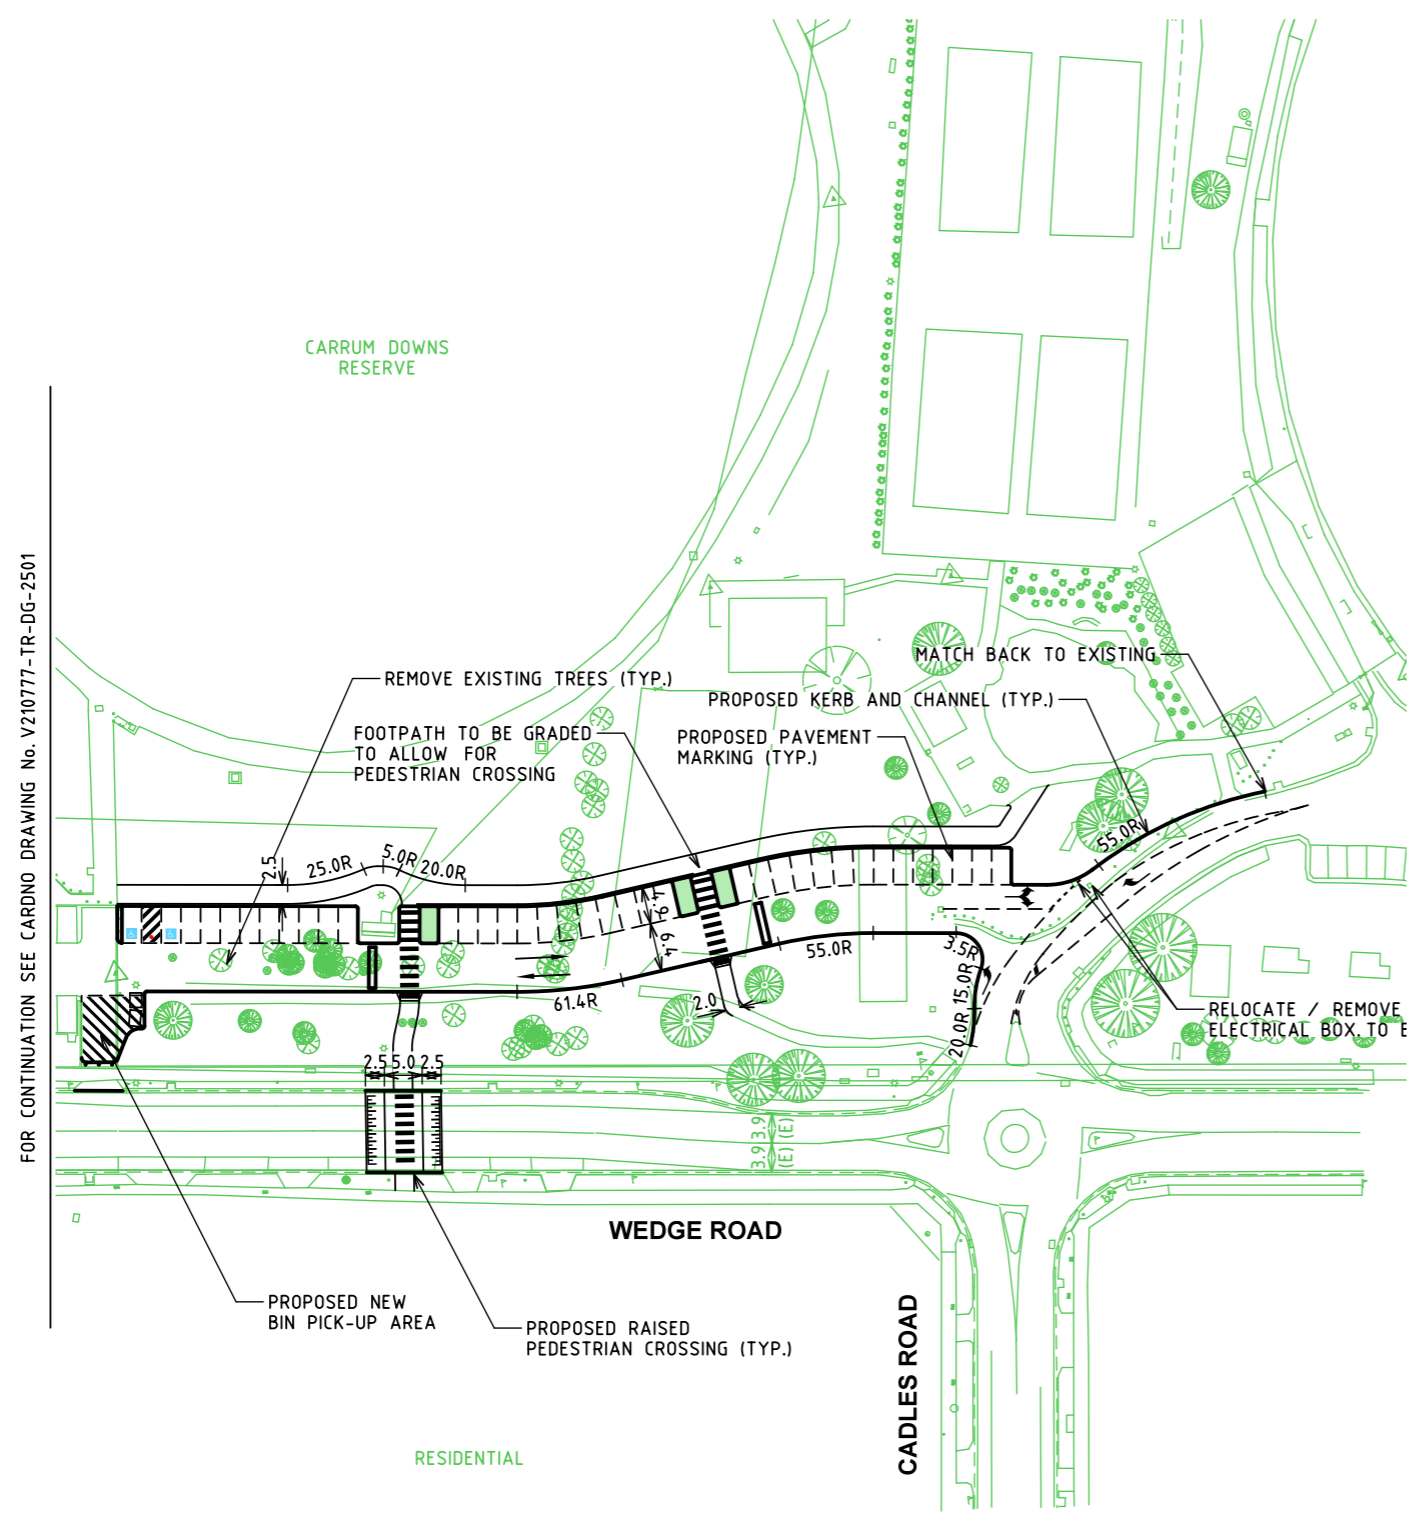 CARRUM DOWNS
RESERVE
FOR CONTINUATION SEE CARDNO DRAWING No. V210777-TR-DG-2501
MATCH BACK TO EXISTING
REMOVE EXISTING TREES (TYP.)
PROPOSED KERB AND CHANNEL (TYP.)
FOOTPATH TO BE GRADED
TO ALLOW FOR
PEDESTRIAN CROSSING
PROPOSED PAVEMENT
MARKING (TYP.)
2.5
25.0R
5.0R
20.0R
55.0R
4.9
6.4
55.0R
3.5R
15.0R
20.0R
61.4R
2.0
RELOCATE / REMOVE
ELECTRICAL BOX. TO
2.5
5.0
2.5
3.9
3.9
(E)
(E)
WEDGE ROAD
PROPOSED NEW
BIN PICK-UP AREA
PROPOSED RAISED
PEDESTRIAN CROSSING (TYP.)
CADLES ROAD
RESIDENTIAL